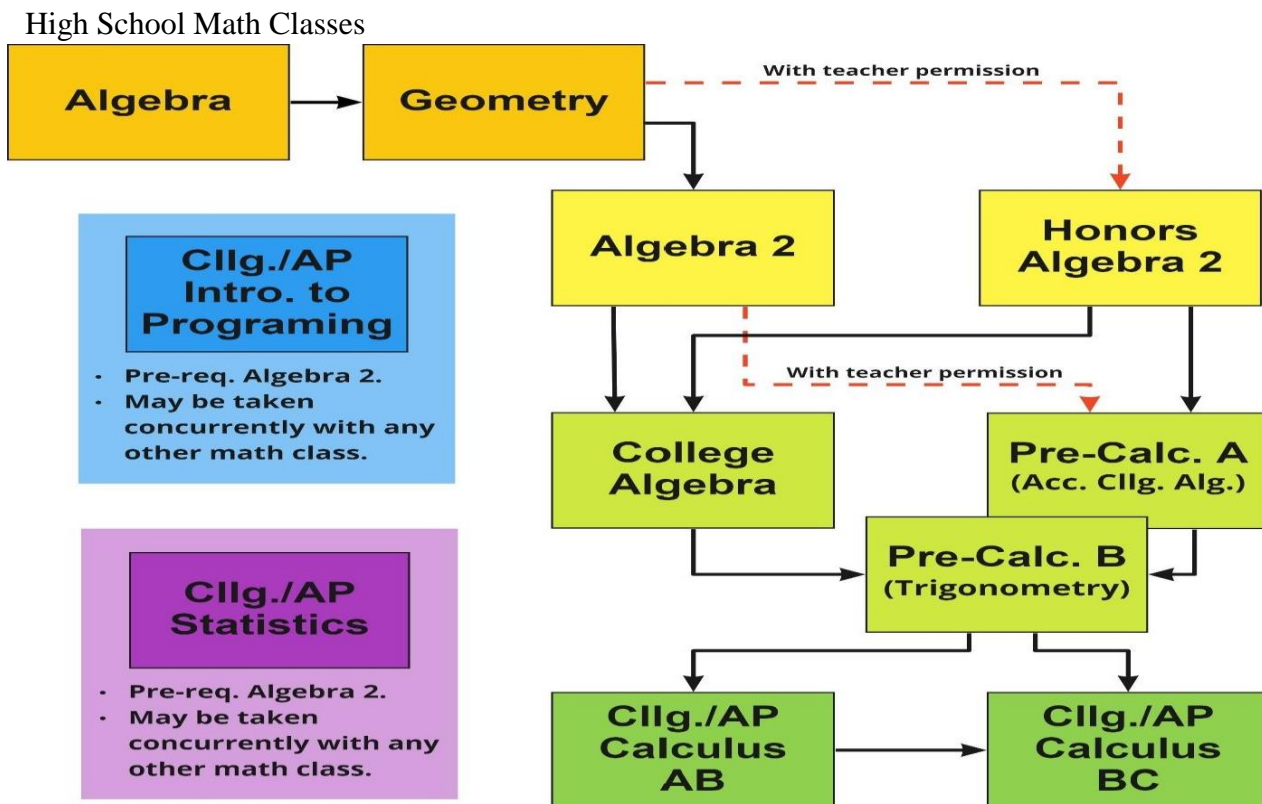 High School Math Classes
Algebra
Geometry
With teacher permission
Algebra 2
Honors
Algebra 2
Cllg./AP
Intro. to
Programing
· Pre-req. Algebra 2.
· May be taken
concurrently with any
other math class.
With teacher permission
College
Algebra
Pre-Calc. A
(Acc. Cllg. Alg.)
Pre-Calc. B
(Trigonometry)
Cllg./AP
Statistics
· Pre-req. Algebra 2.
· May be taken
concurrently with any
other math class.
Cllg./AP
Calculus
AB
Cllg./AP
Calculus
BC